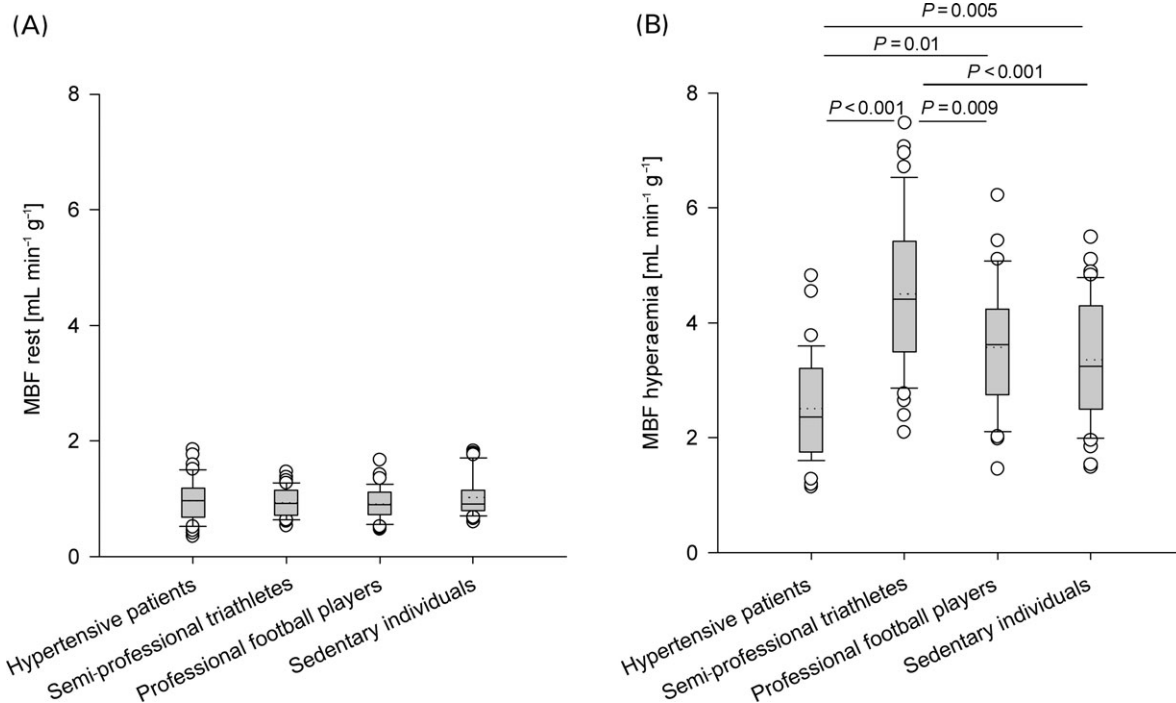 (A)
8
6
4
2
0
MBF rest [mL min⁻¹ g⁻¹]
Hypertensive patients
Semi-professional triathletes
Professional football players
Sedentary individuals
(B)
P = 0.005
P = 0.01
P < 0.001
P < 0.001
P = 0.009
8
6
4
2
0
MBF hyperaemia [mL min⁻¹ g⁻¹]
Hypertensive patients
Semi-professional triathletes
Professional football players
Sedentary individuals